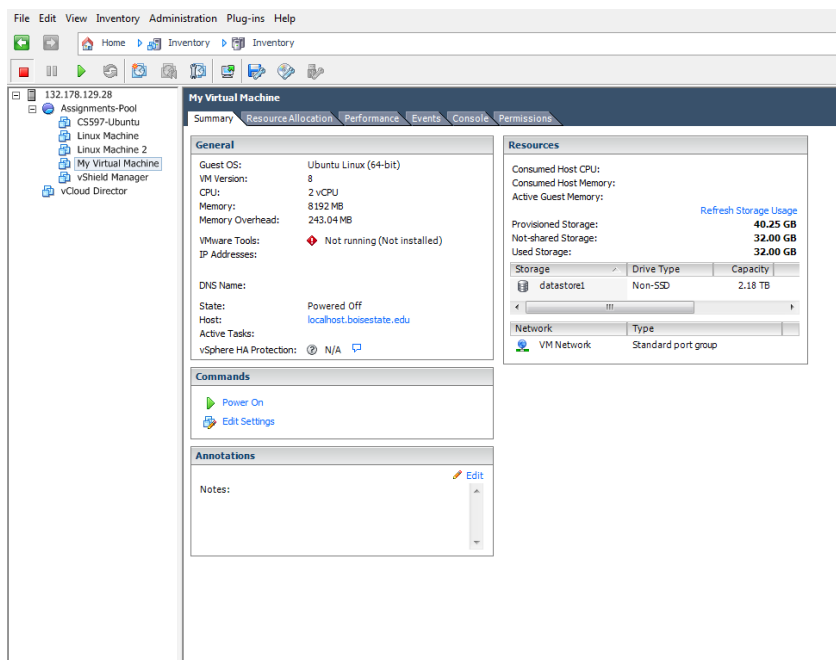 File Edit View Inventory Administration Plug-ins Help
Home Inventory Inventory
132.178.129.28
Assignments-Pool
CS597-Ubuntu
Linux Machine
Linux Machine 2
My Virtual Machine
vShield Manager
vCloud Director
My Virtual Machine
Summary Resource Allocation Performance Events Console Permissions
General
Guest OS: Ubuntu Linux (64-bit)
VM Version: 8
CPU: 2 vCPU
Memory: 8192 MB
Memory Overhead: 243.04 MB
VMware Tools: Not running (Not installed)
IP Addresses:
DNS Name:
State: Powered Off
Host: localhost.boisestate.edu
Active Tasks:
vSphere HA Protection: N/A
Commands
Power On
Edit Settings
Annotations
Edit
Notes:
Resources
Consumed Host CPU:
Consumed Host Memory:
Active Guest Memory:
Refresh Storage Usage
Provisioned Storage: 40.25 GB
Not-shared Storage: 32.00 GB
Used Storage: 32.00 GB
Storage Drive Type Capacity
datastore1 Non-SSD 2.18 TB
Network Type
VM Network Standard port group